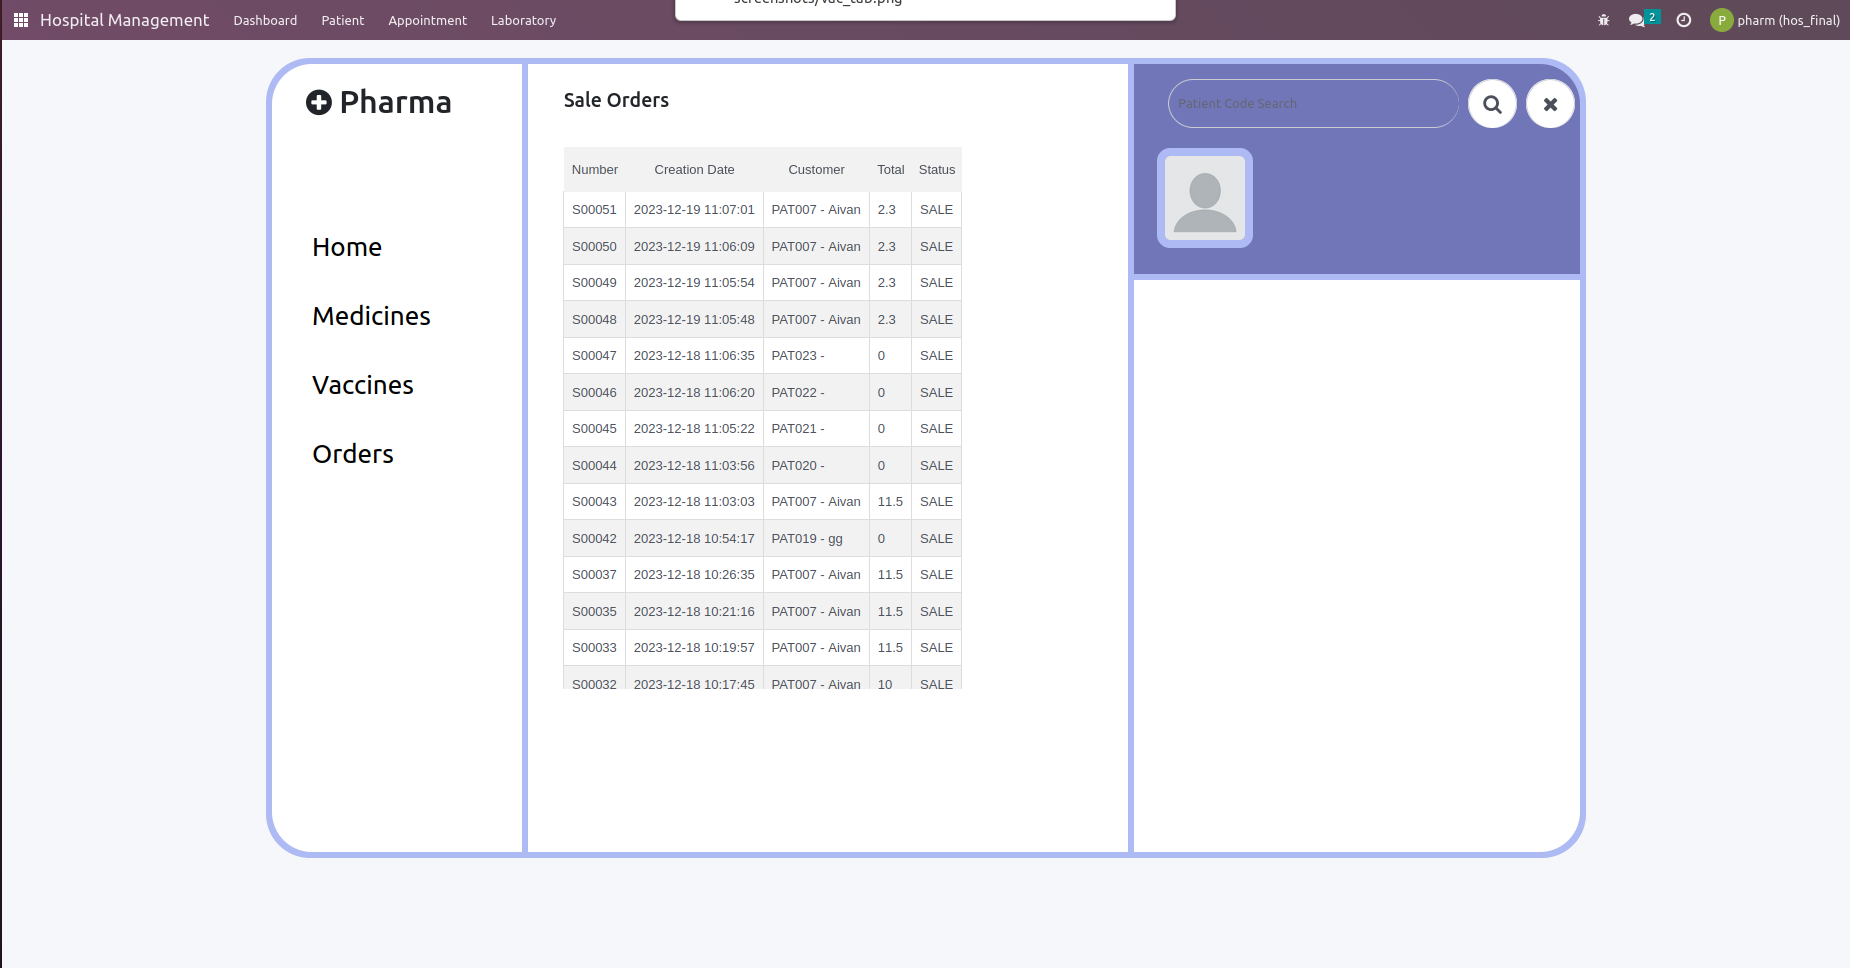 Hospital Management Dashboard Patient Appointment Laboratory
screenshots/vac_tab.png
2 P pharm (hos_final)
Pharma
Home
Medicines
Vaccines
Orders
Sale Orders
Number Creation Date Customer Total Status
S00051 2023-12-19 11:07:01 PAT007 - Aivan 2.3 SALE
S00050 2023-12-19 11:06:09 PAT007 - Aivan 2.3 SALE
S00049 2023-12-19 11:05:54 PAT007 - Aivan 2.3 SALE
S00048 2023-12-19 11:05:48 PAT007 - Aivan 2.3 SALE
S00047 2023-12-18 11:06:35 PAT023 - 0 SALE
S00046 2023-12-18 11:06:20 PAT022 - 0 SALE
S00045 2023-12-18 11:05:22 PAT021 - 0 SALE
S00044 2023-12-18 11:03:56 PAT020 - 0 SALE
S00043 2023-12-18 11:03:03 PAT007 - Aivan 11.5 SALE
S00042 2023-12-18 10:54:17 PAT019 - gg 0 SALE
S00037 2023-12-18 10:26:35 PAT007 - Aivan 11.5 SALE
S00035 2023-12-18 10:21:16 PAT007 - Aivan 11.5 SALE
S00033 2023-12-18 10:19:57 PAT007 - Aivan 11.5 SALE
S00032 2023-12-18 10:17:45 PAT007 - Aivan 10 SALE
Patient Code Search